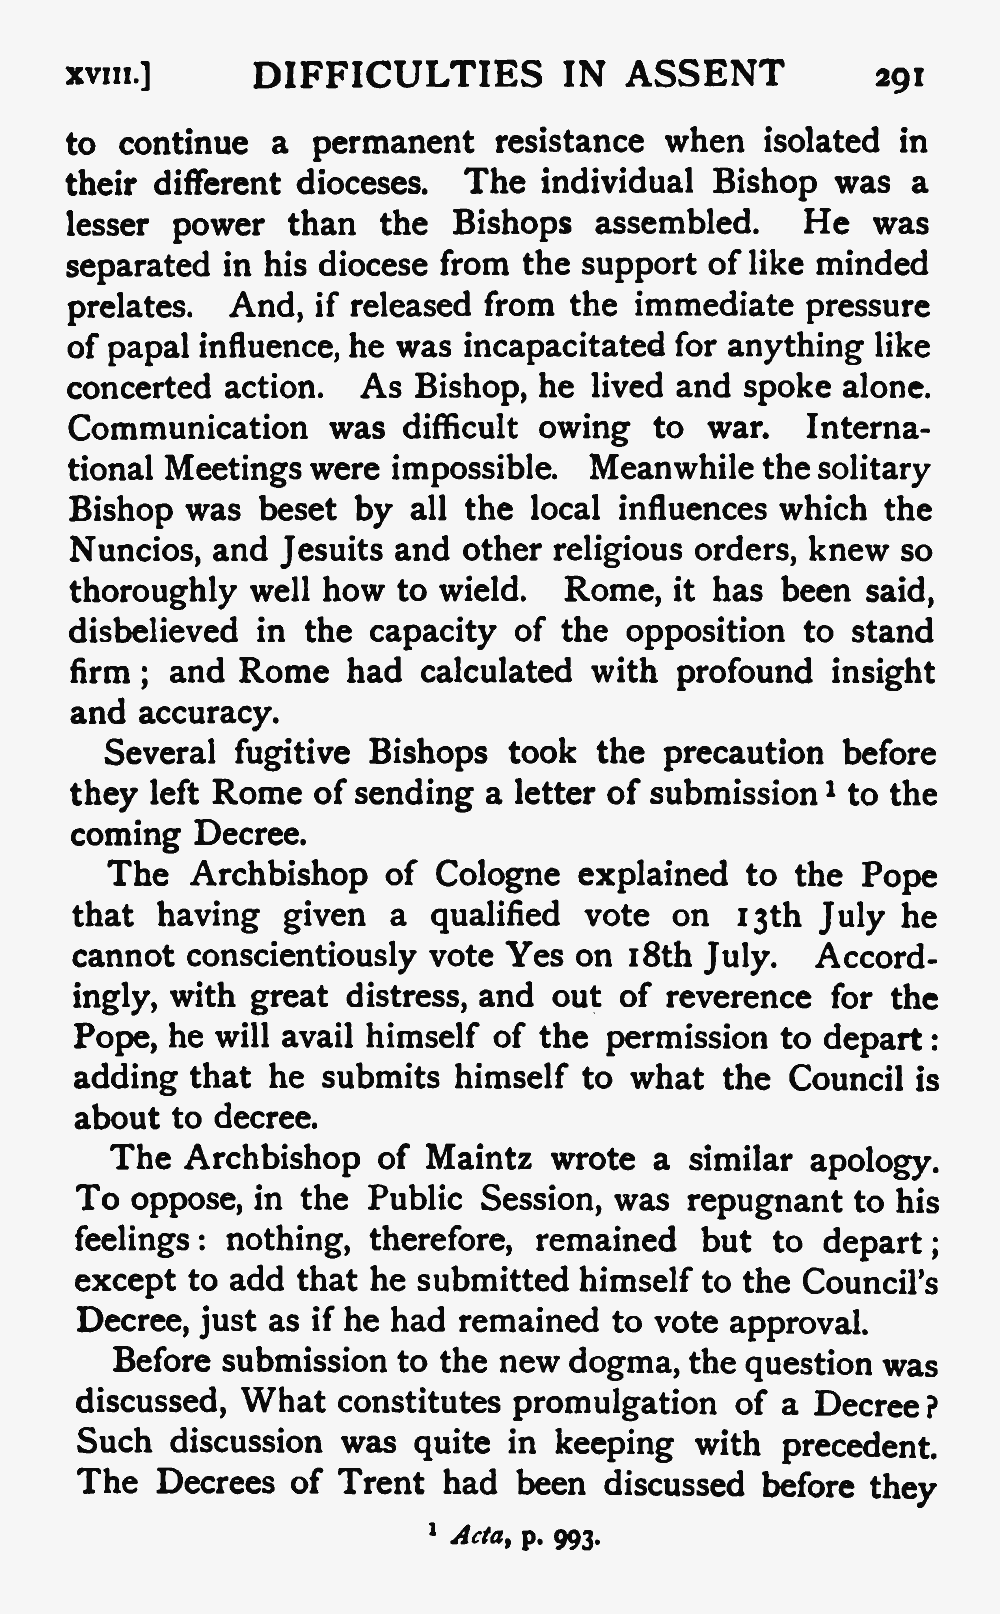 XVIII.] DIFFICULTIES IN ASSENT 291
to continue a permanent resistance when isolated in
their different dioceses. The individual Bishop was a
lesser power than the Bishops assembled. He was
separated in his diocese from the support of like minded
prelates. And, if released from the immediate pressure
of papal influence, he was incapacitated for anything like
concerted action. As Bishop, he lived and spoke alone.
Communication was difficult owing to war. Interna-
tional Meetings were impossible. Meanwhile the solitary
Bishop was beset by all the local influences which the
Nuncios, and Jesuits and other religious orders, knew so
thoroughly well how to wield. Rome, it has been said,
disbelieved in the capacity of the opposition to stand
firm ; and Rome had calculated with profound insight
and accuracy.
Several fugitive Bishops took the precaution before
they left Rome of sending a letter of submission ¹ to the
coming Decree.
The Archbishop of Cologne explained to the Pope
that having given a qualified vote on 13th July he
cannot conscientiously vote Yes on 18th July. Accord-
ingly, with great distress, and out of reverence for the
Pope, he will avail himself of the permission to depart :
adding that he submits himself to what the Council is
about to decree.
The Archbishop of Maintz wrote a similar apology.
To oppose, in the Public Session, was repugnant to his
feelings : nothing, therefore, remained but to depart ;
except to add that he submitted himself to the Council's
Decree, just as if he had remained to vote approval.
Before submission to the new dogma, the question was
discussed, What constitutes promulgation of a Decree ?
Such discussion was quite in keeping with precedent.
The Decrees of Trent had been discussed before they
¹ Acta, p. 993.